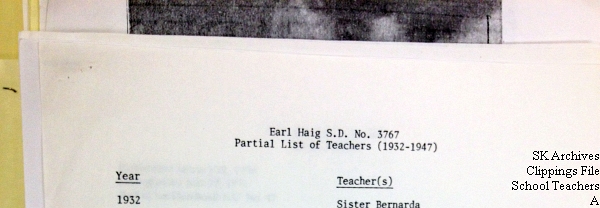 Earl Haig S.D. No. 3767
Partial List of Teachers (1932-1947)
Year Teacher(s)
1932 Sister Bernarda
SK Archives
Clippings File
School Teachers
A